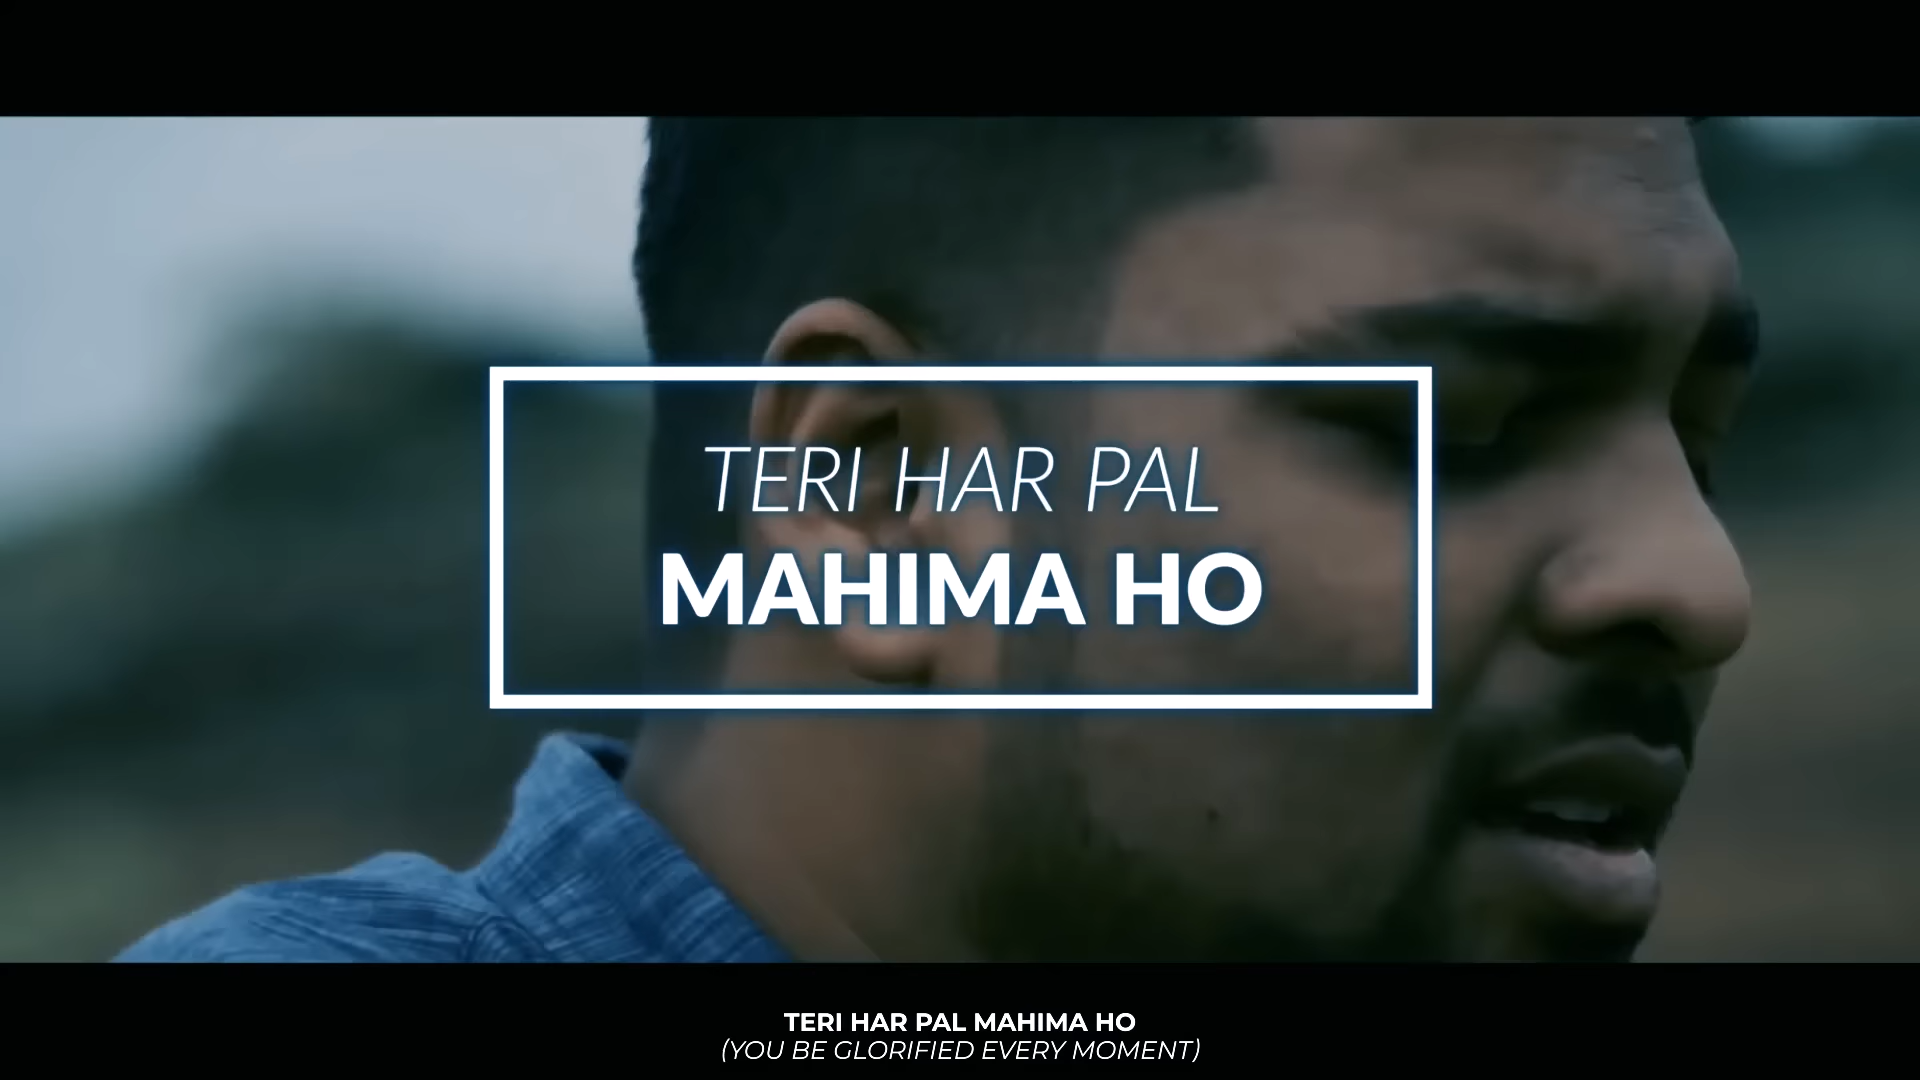 TERI HAR PAL
MAHIMA HO
TERI HAR PAL MAHIMA HO
(YOU BE GLORIFIED EVERY MOMENT)